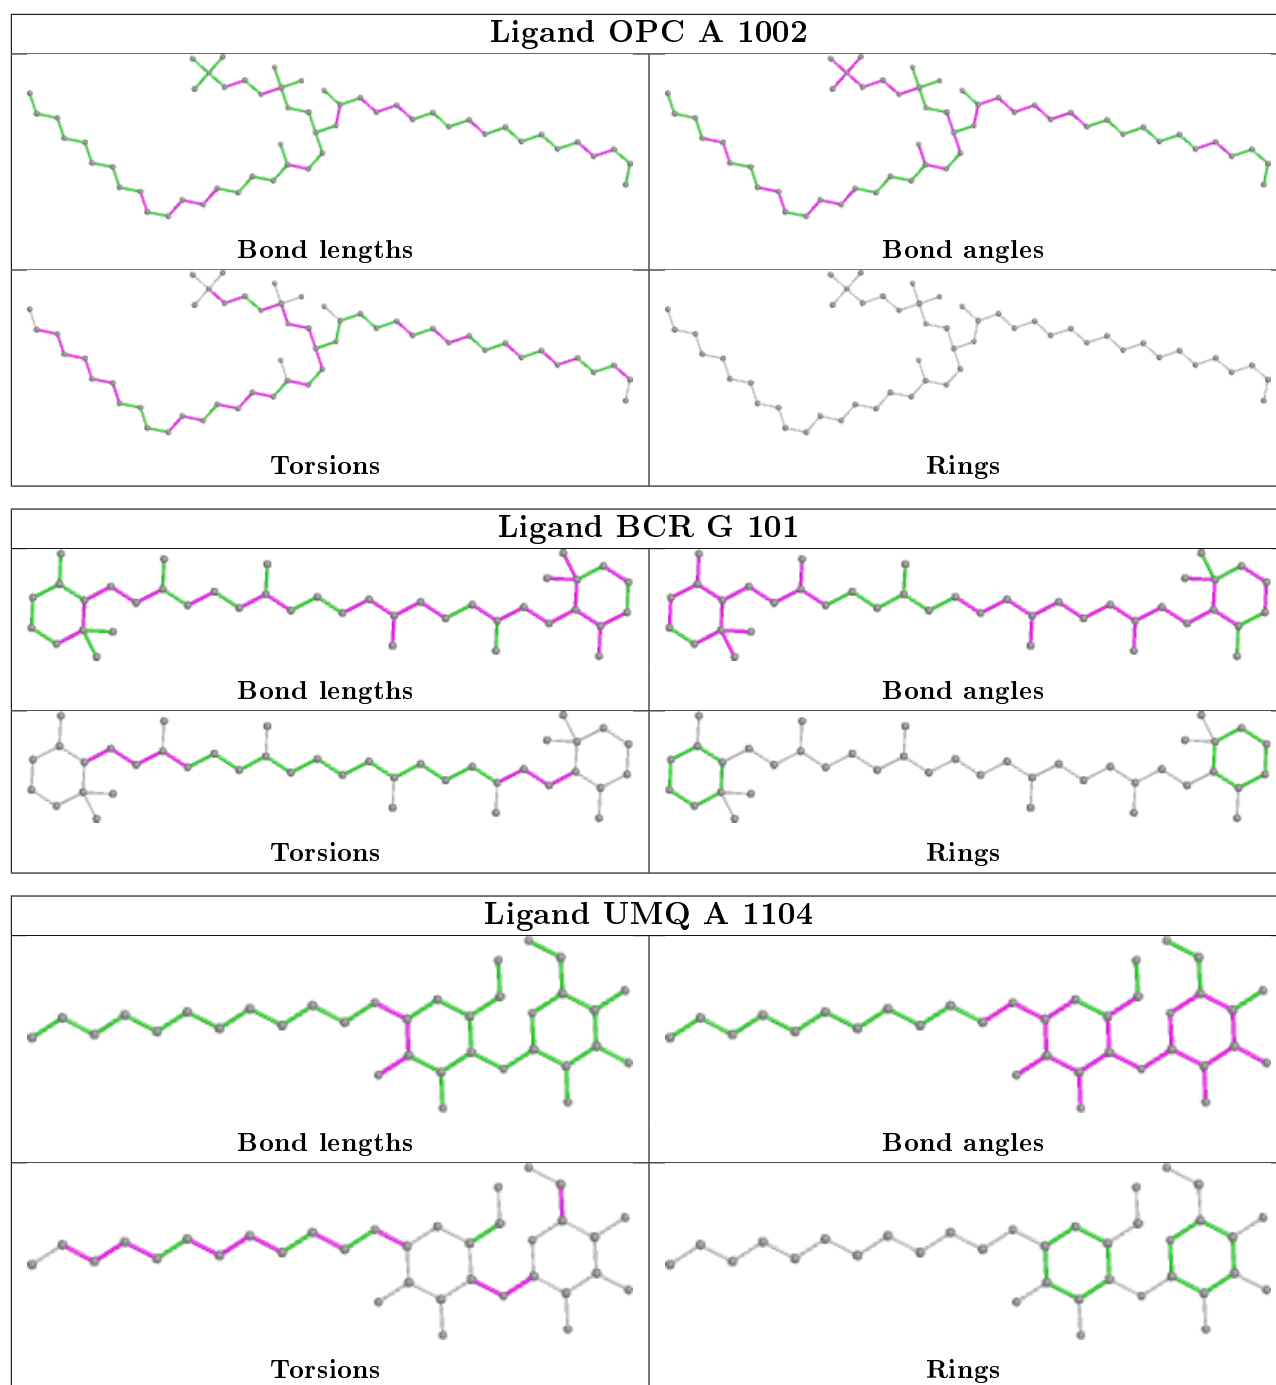 Ligand OPC A 1002
Bond lengths
Bond angles
Torsions
Rings
Ligand BCR G 101
Bond lengths
Bond angles
Torsions
Rings
Ligand UMQ A 1104
Bond lengths
Bond angles
Torsions
Rings